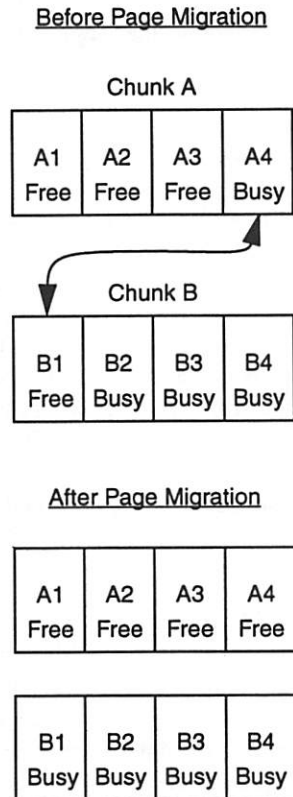 Before Page Migration
Chunk A
A1 A2 A3 A4
Free Free Free Busy
Chunk B
B1 B2 B3 B4
Free Busy Busy Busy
After Page Migration
A1 A2 A3 A4
Free Free Free Free
B1 B2 B3 B4
Busy Busy Busy Busy